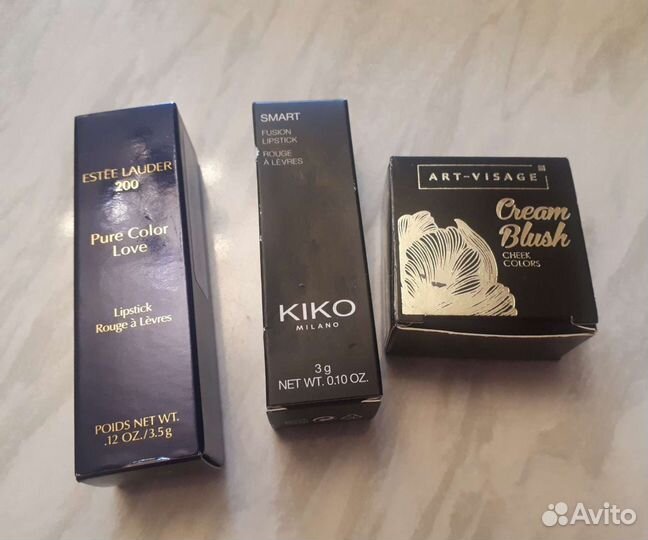 ESTĒE LAUDER
200
Pure Color
Love
Lipstick
Rouge à Lèvres
POIDS NET WT.
.12 OZ./3.5g
SMART
FUSION
LIPSTICK
ROUGE
À LÈVRES
KIKO
MILANO
3 g
NET WT. 0.10 OZ.
ART-VISAGE
Cream
Blush
CHEEK
COLORS
Avito